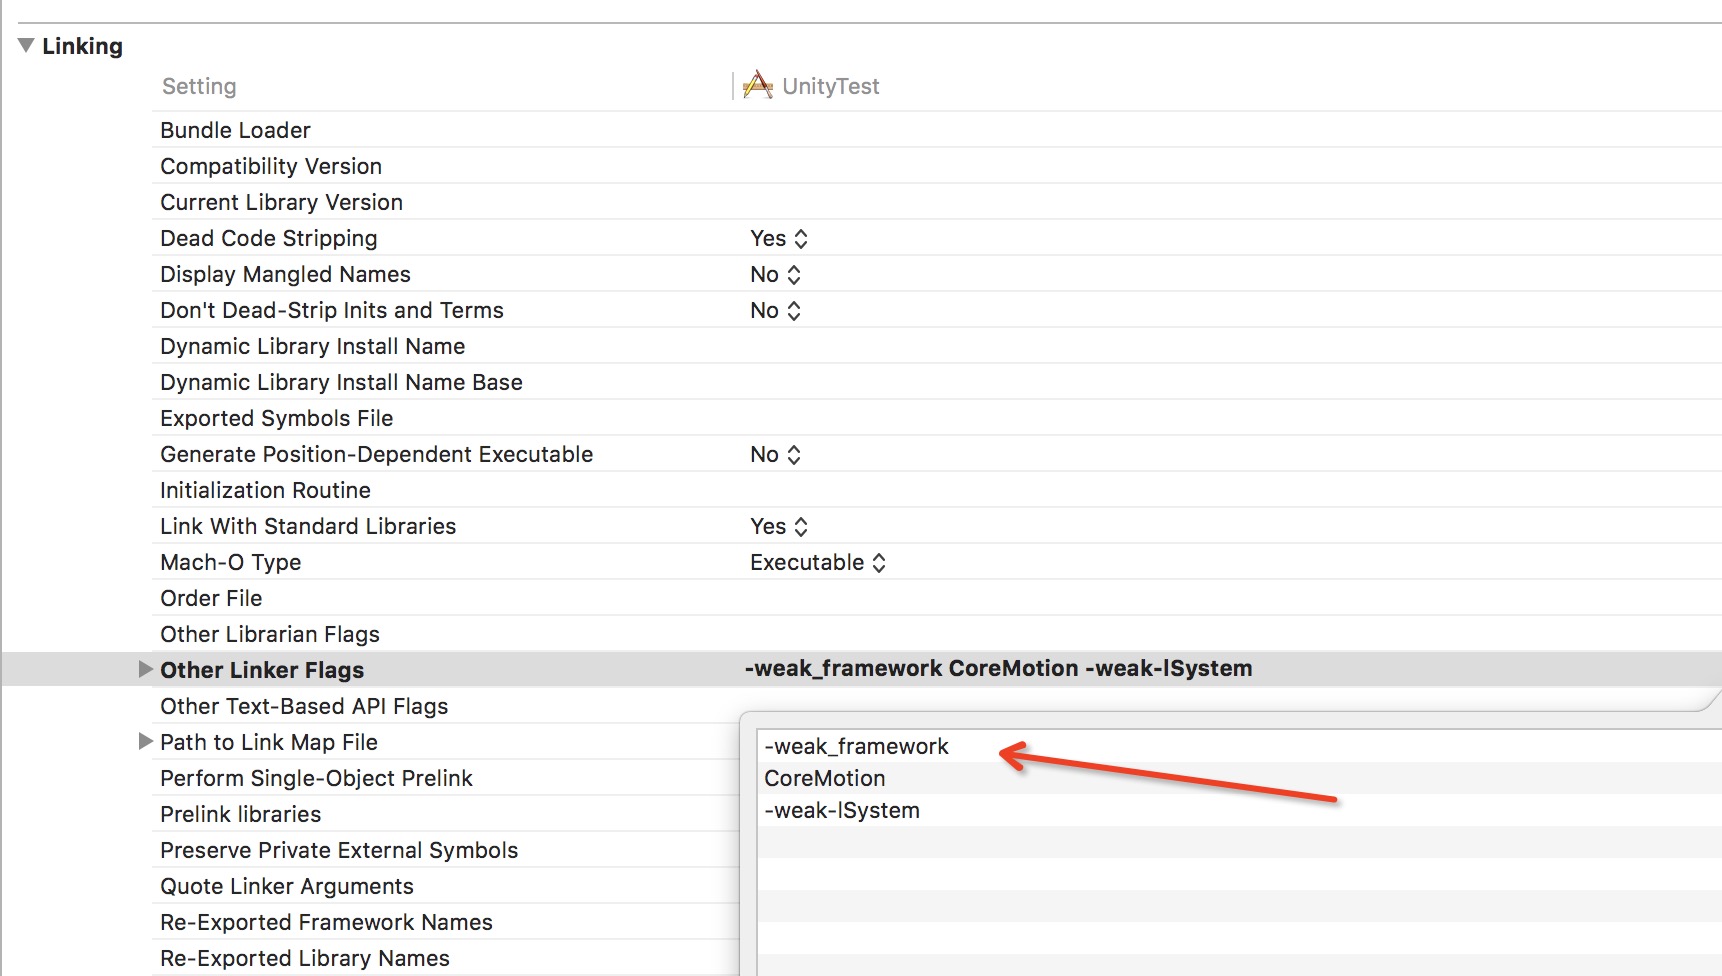 Linking
Setting UnityTest
Bundle Loader
Compatibility Version
Current Library Version
Dead Code Stripping Yes
Display Mangled Names No
Don't Dead-Strip Inits and Terms No
Dynamic Library Install Name
Dynamic Library Install Name Base
Exported Symbols File
Generate Position-Dependent Executable No
Initialization Routine
Link With Standard Libraries Yes
Mach-O Type Executable
Order File
Other Librarian Flags
Other Linker Flags -weak_framework CoreMotion -weak-lSystem
Other Text-Based API Flags
Path to Link Map File
Perform Single-Object Prelink
Prelink libraries
Preserve Private External Symbols
Quote Linker Arguments
Re-Exported Framework Names
Re-Exported Library Names
-weak_framework
CoreMotion
-weak-lSystem